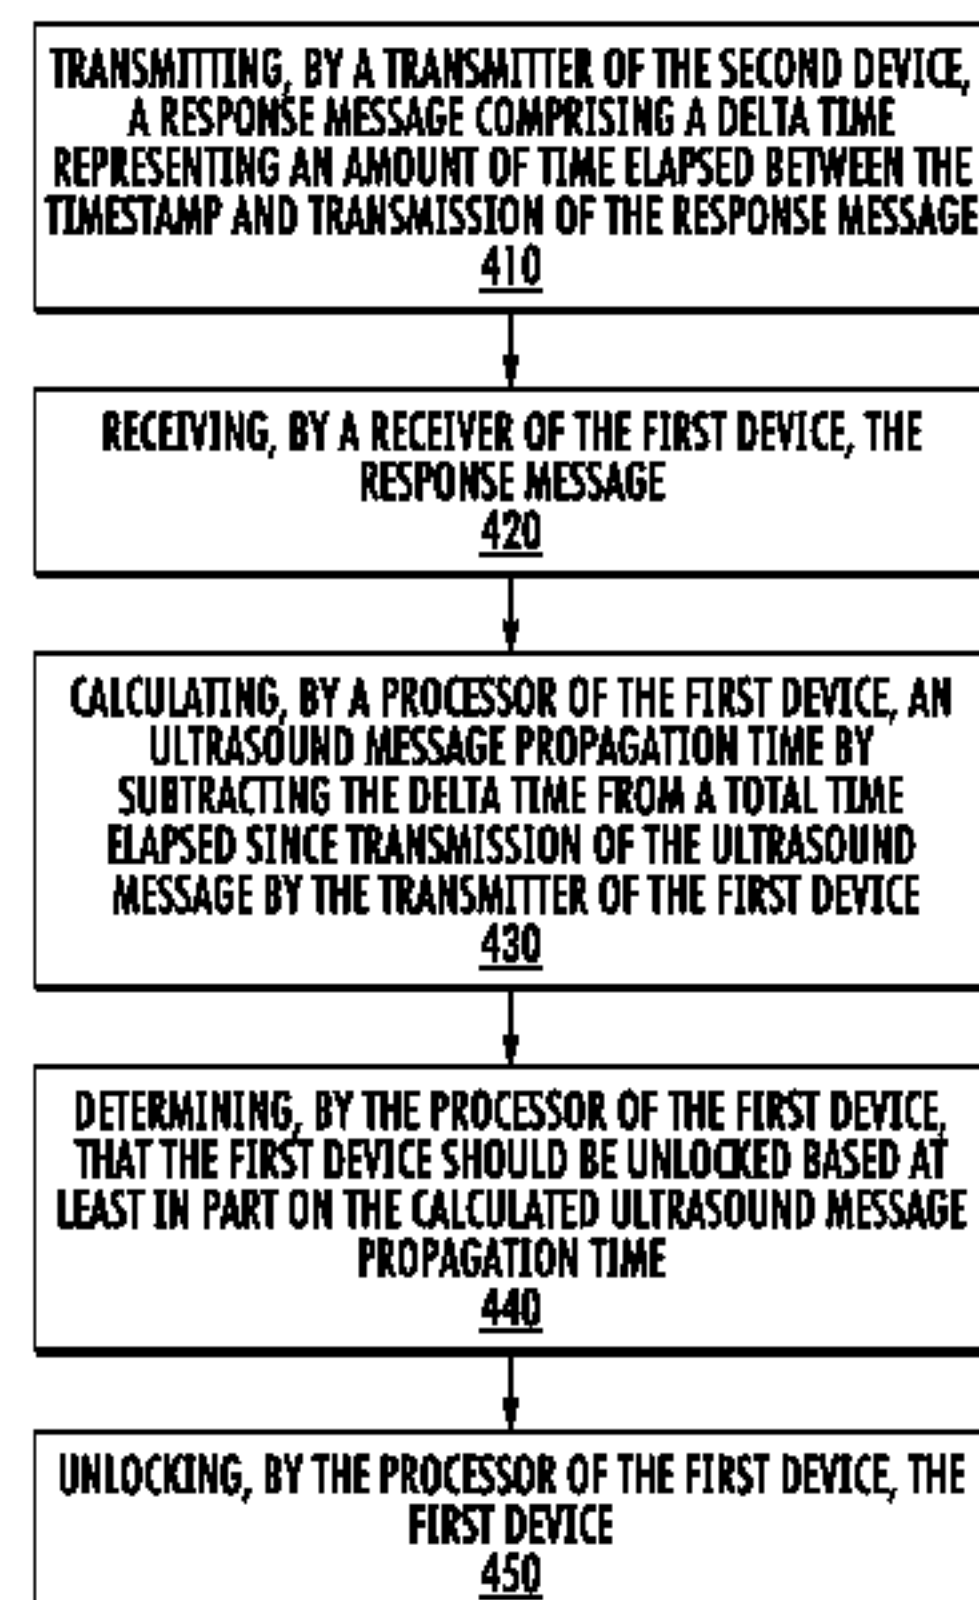 TRANSMITTING, BY A TRANSMITTER OF THE SECOND DEVICE,
A RESPONSE MESSAGE COMPRISING A DELTA TIME
REPRESENTING AN AMOUNT OF TIME ELAPSED BETWEEN THE
TIMESTAMP AND TRANSMISSION OF THE RESPONSE MESSAGE
410
RECEIVING, BY A RECEIVER OF THE FIRST DEVICE, THE
RESPONSE MESSAGE
420
CALCULATING, BY A PROCESSOR OF THE FIRST DEVICE, AN
ULTRASOUND MESSAGE PROPAGATION TIME BY
SUBTRACTING THE DELTA TIME FROM A TOTAL TIME
ELAPSED SINCE TRANSMISSION OF THE ULTRASOUND
MESSAGE BY THE TRANSMITTER OF THE FIRST DEVICE
430
DETERMINING, BY THE PROCESSOR OF THE FIRST DEVICE,
THAT THE FIRST DEVICE SHOULD BE UNLOCKED BASED AT
LEAST IN PART ON THE CALCULATED ULTRASOUND MESSAGE
PROPAGATION TIME
440
UNLOCKING, BY THE PROCESSOR OF THE FIRST DEVICE, THE
FIRST DEVICE
450